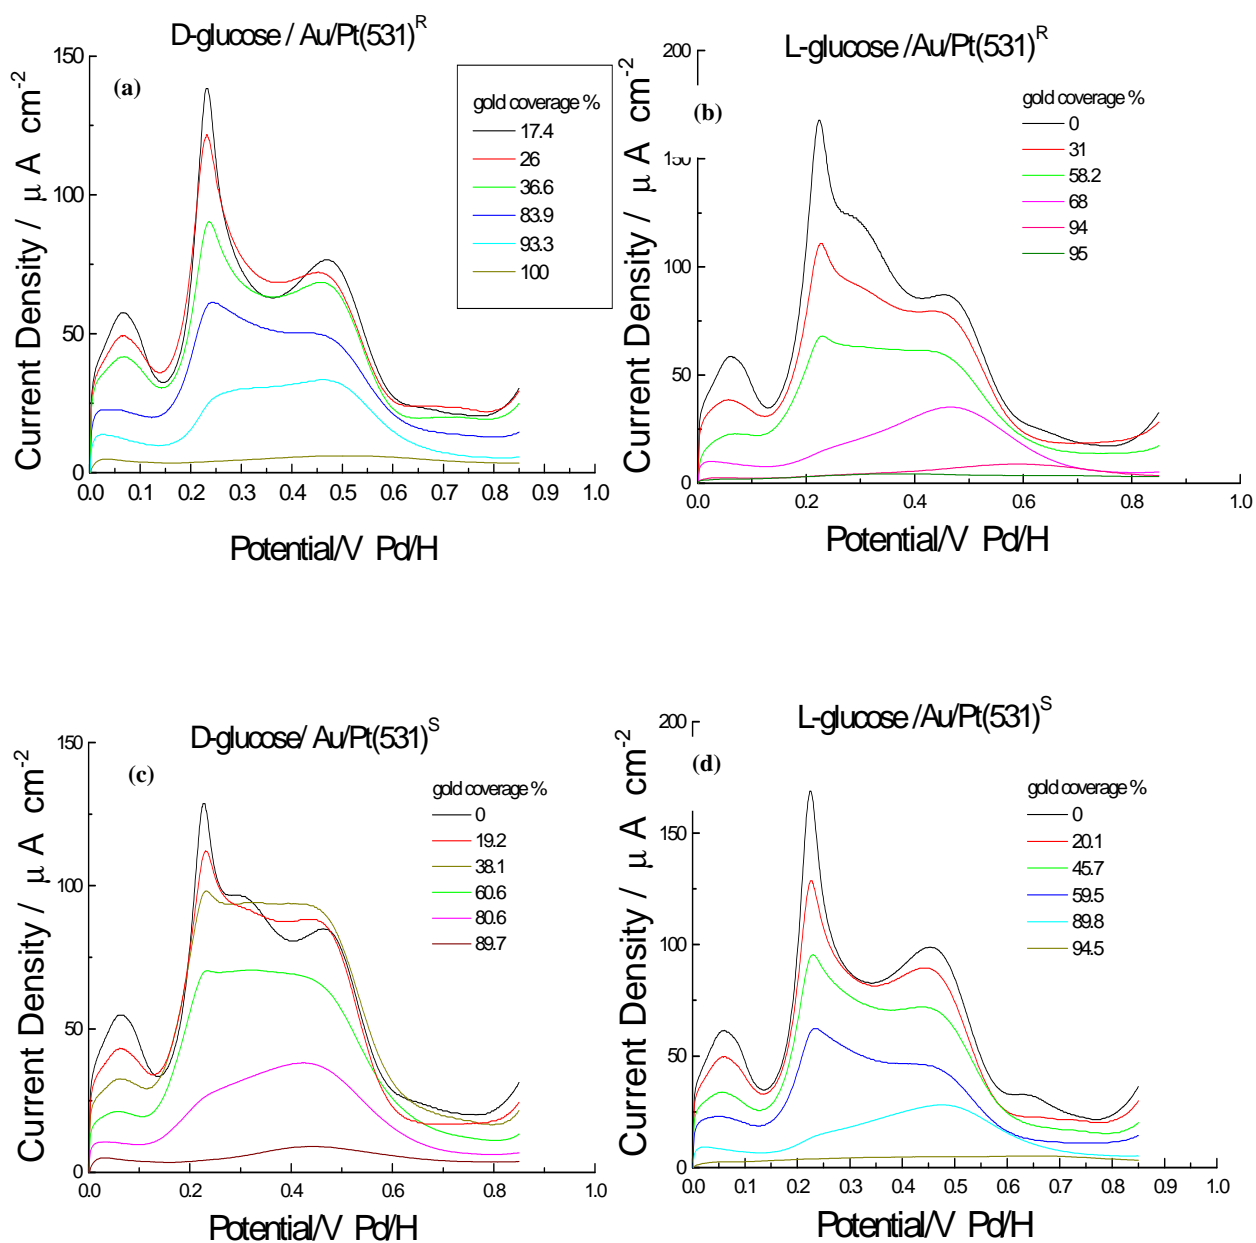 D-glucose / Au/Pt(531)^R
(a)
gold coverage %
17.4
26
36.6
83.9
93.3
100
150
100
50
0
0.0 0.1 0.2 0.3 0.4 0.5 0.6 0.7 0.8 0.9 1.0
Current Density / μ A cm^-2
Potential/V Pd/H
L-glucose /Au/Pt(531)^R
(b)
gold coverage %
0
31
58.2
68
94
95
200
150
100
50
0
0.0 0.2 0.4 0.6 0.8 1.0
Current Density / μ A cm^-2
Potential/V Pd/H
D-glucose/ Au/Pt(531)^S
(c)
gold coverage %
0
19.2
38.1
60.6
80.6
89.7
150
100
50
0
0.0 0.2 0.4 0.6 0.8 1.0
Current Density / μ A cm^-2
Potential/V Pd/H
L-glucose /Au/Pt(531)^S
(d)
gold coverage %
0
20.1
45.7
59.5
89.8
94.5
200
150
100
50
0
0.0 0.1 0.2 0.3 0.4 0.5 0.6 0.7 0.8 0.9 1.0
Current Density / μ A cm^-2
Potential/V Pd/H